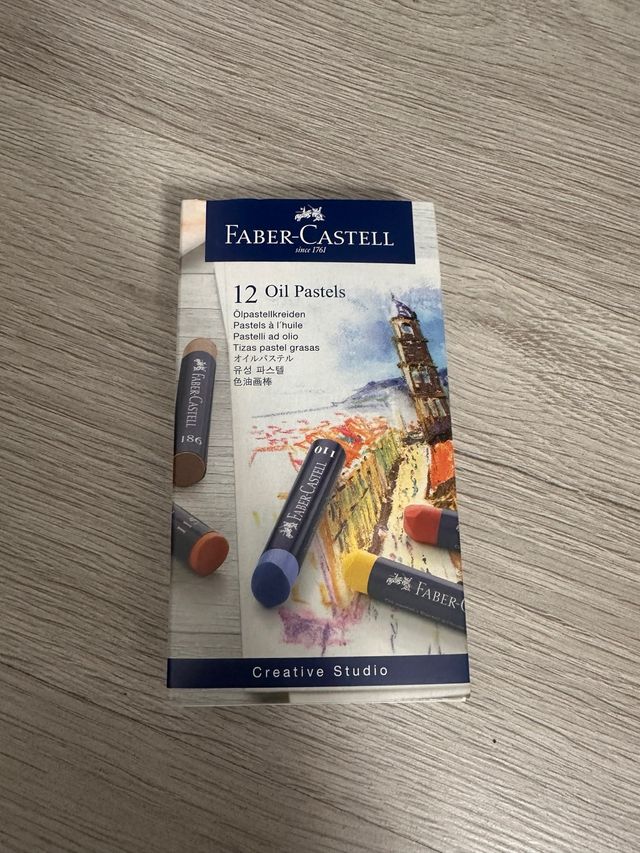 FABER-CASTELL
since 1761
12 Oil Pastels
Ölpastellkreiden
Pastels à l'huile
Pastelli ad olio
Tizas pastel grasas
オイルパステル
유성 파스텔
色油画棒
FABER-CASTELL
186
011
FABER-CASTELL
FABER-C
Creative Studio